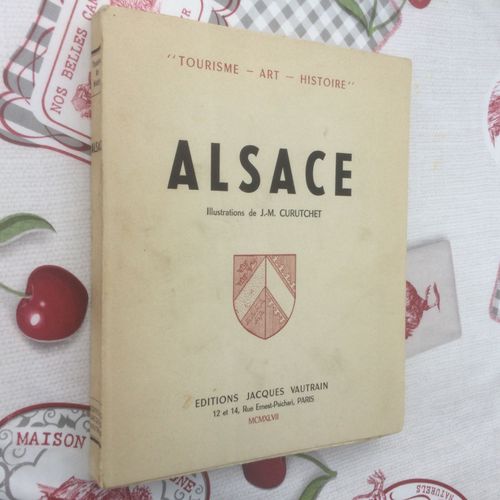 "TOURISME - ART - HISTOIRE"
ALSACE
Illustrations de J.-M. CURUTCHET
EDITIONS JACQUES VAUTRAIN
12 et 14, Rue Ernest-Psichari, PARIS
MCMXLVII
ALSACE
NOS BELLES
MAISON
NATURELS